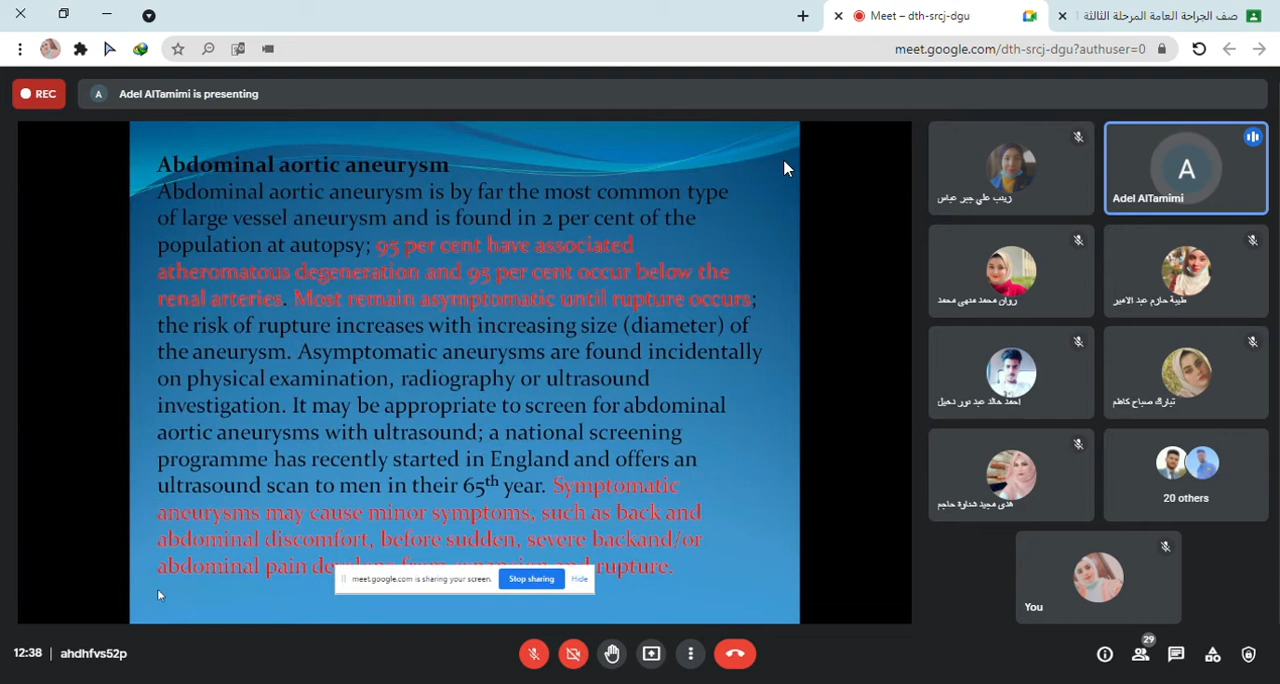 Meet – dth-srcj-dgu
صف الجراحة العامة المرحلة الثالثة 1
meet.google.com/dth-srcj-dgu?authuser=0
REC
A
Adel AlTamimi is presenting
Abdominal aortic aneurysm
Abdominal aortic aneurysm is by far the most common type
of large vessel aneurysm and is found in 2 per cent of the
population at autopsy; 95 per cent have associated
atheromatous degeneration and 95 per cent occur below the
renal arteries. Most remain asymptomatic until rupture occurs;
the risk of rupture increases with increasing size (diameter) of
the aneurysm. Asymptomatic aneurysms are found incidentally
on physical examination, radiography or ultrasound
investigation. It may be appropriate to screen for abdominal
aortic aneurysms with ultrasound; a national screening
programme has recently started in England and offers an
ultrasound scan to men in their 65th year. Symptomatic
aneurysms may cause minor symptoms, such as back and
abdominal discomfort, before sudden, severe backand/or
abdominal pain develops from expansion and rupture.
meet.google.com is sharing your screen.
Stop sharing
Hide
زينب علي جبر عباس
A
Adel AlTamimi
روان محمد منهي محمد
طيبة حازم عبد الامير
احمد خالد عبد نور دخيل
تبارك صباح كاظم
هدى مجيد شناوة حاجم
20 others
You
12:38
ahdhfvs52p
29